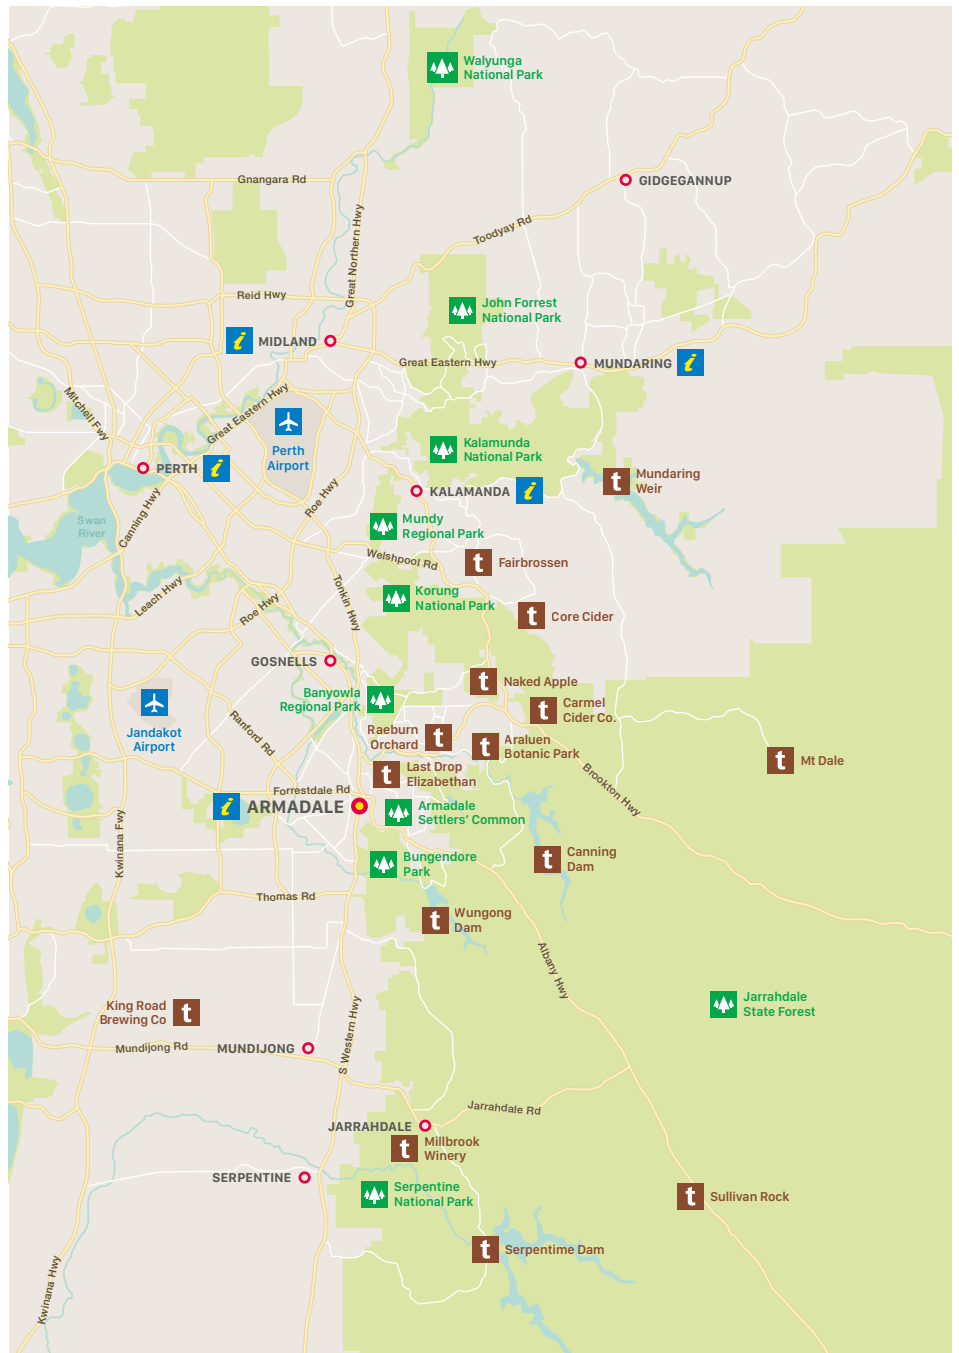 Walyunga
National Park
Gnangara Rd
GIDGEGANNUP
Great Northern Hwy
Toodyay Rd
Reid Hwy
John Forrest
National Park
i
MIDLAND
Great Eastern Hwy
MUNDARING
i
Mitchell Fwy
Great Eastern Hwy
Perth
Airport
Kalamunda
National Park
PERTH
i
Mundaring
Weir
t
KALAMANDA
i
Roe Hwy
Canning Hwy
Swan
River
Mundy
Regional Park
Welshpool Rd
t
Fairbrossen
Leach Hwy
Roe Hwy
Tonkin Hwy
Korung
National Park
t
Core Cider
GOSNELLS
t
Naked Apple
Banyowla
Regional Park
t
Carmel
Cider Co.
Jandakot
Airport
Ranford Rd
Raeburn
Orchard
t
t
Araluen
Botanic Park
t
Mt Dale
t
Last Drop
Elizabethan
Brookton Hwy
Forrestdale Rd
i
ARMADALE
Armadale
Settlers' Common
Kwinana Fwy
Bungendore
Park
t
Canning
Dam
Thomas Rd
t
Wungong
Dam
Albany Hwy
King Road
Brewing Co
t
Jarrahdale
State Forest
S Western Hwy
Mundijong Rd
MUNDIJONG
Jarrahdale Rd
JARRAHDALE
t
Millbrook
Winery
SERPENTINE
Serpentine
National Park
t
Sullivan Rock
t
Serpentime Dam
Kwinana Hwy